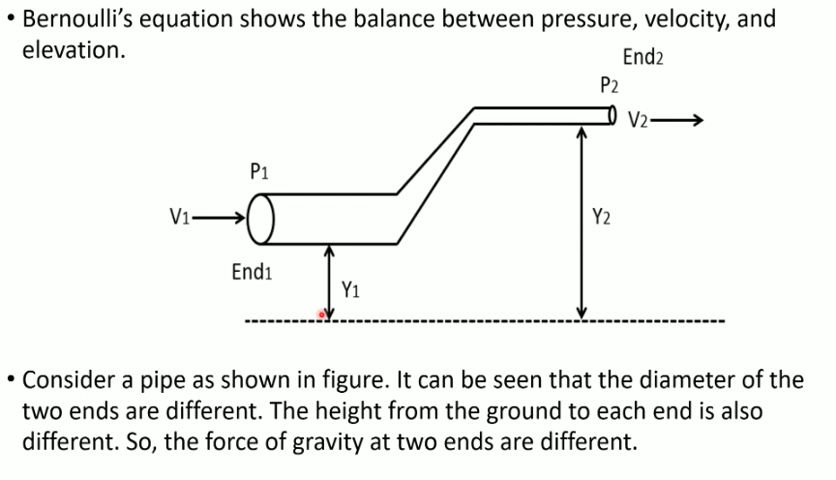 • Bernoulli's equation shows the balance between pressure, velocity, and
elevation.
End2
P2
V2
P1
V1
Y2
End1
Y1
• Consider a pipe as shown in figure. It can be seen that the diameter of the
two ends are different. The height from the ground to each end is also
different. So, the force of gravity at two ends are different.